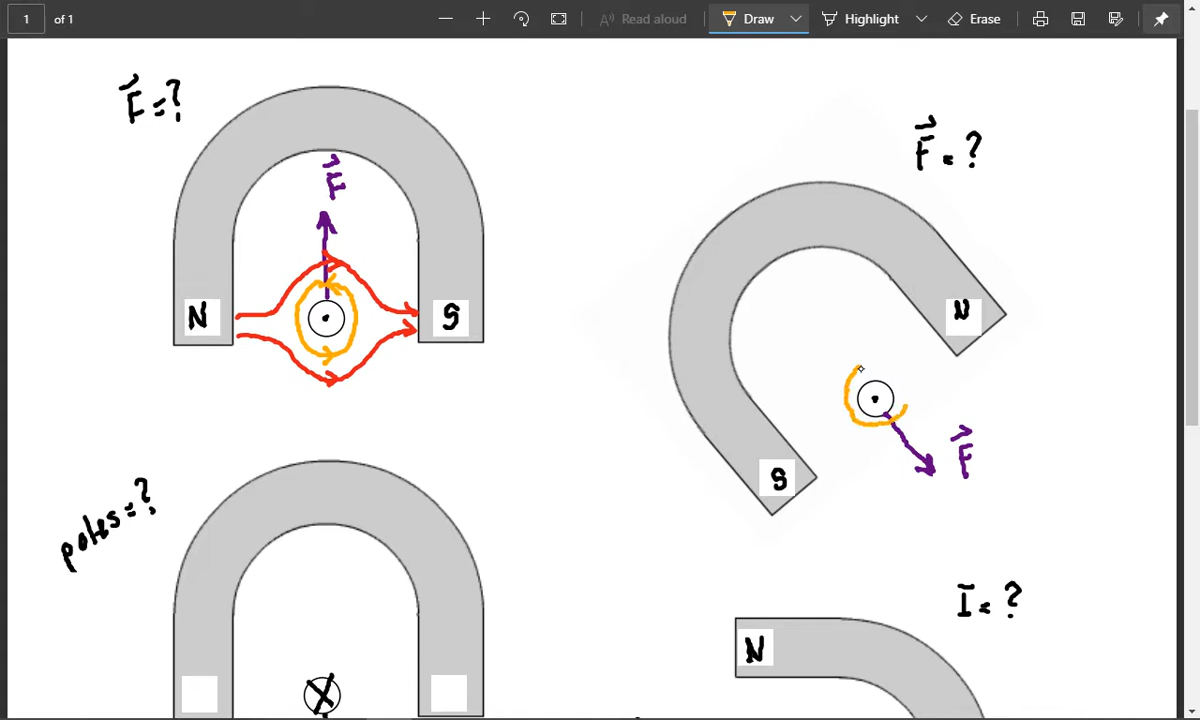 1 of 1
Read aloud
Draw
Highlight
Erase
F=?
F
N
S
F=?
N
S
F
poles=?
X
I=?
N